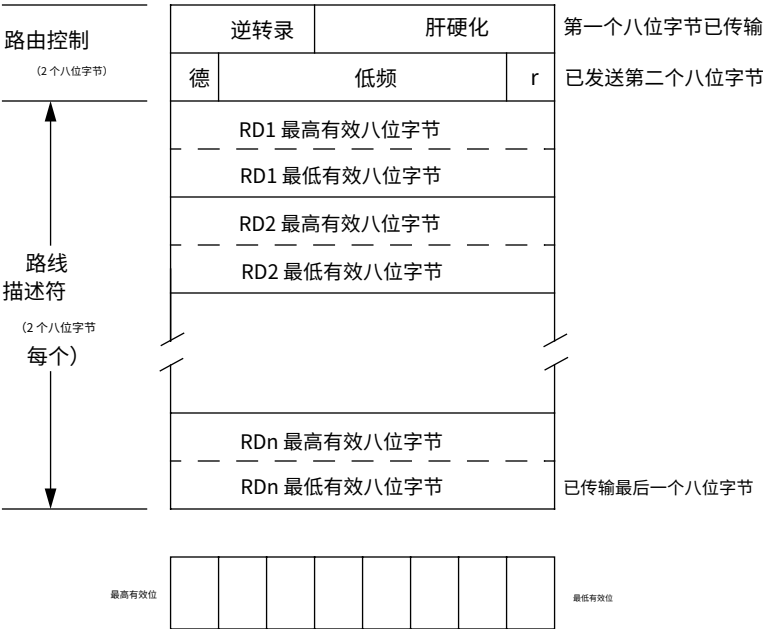 逆转录
肝硬化
第一个八位字节已传输
路由控制
（2 个八位字节）
德
低频
r
已发送第二个八位字节
RD1 最高有效八位字节
RD1 最低有效八位字节
RD2 最高有效八位字节
RD2 最低有效八位字节
路线
描述符
（2 个八位字节
每个）
RDn 最高有效八位字节
RDn 最低有效八位字节
已传输最后一个八位字节
最高有效位
最低有效位